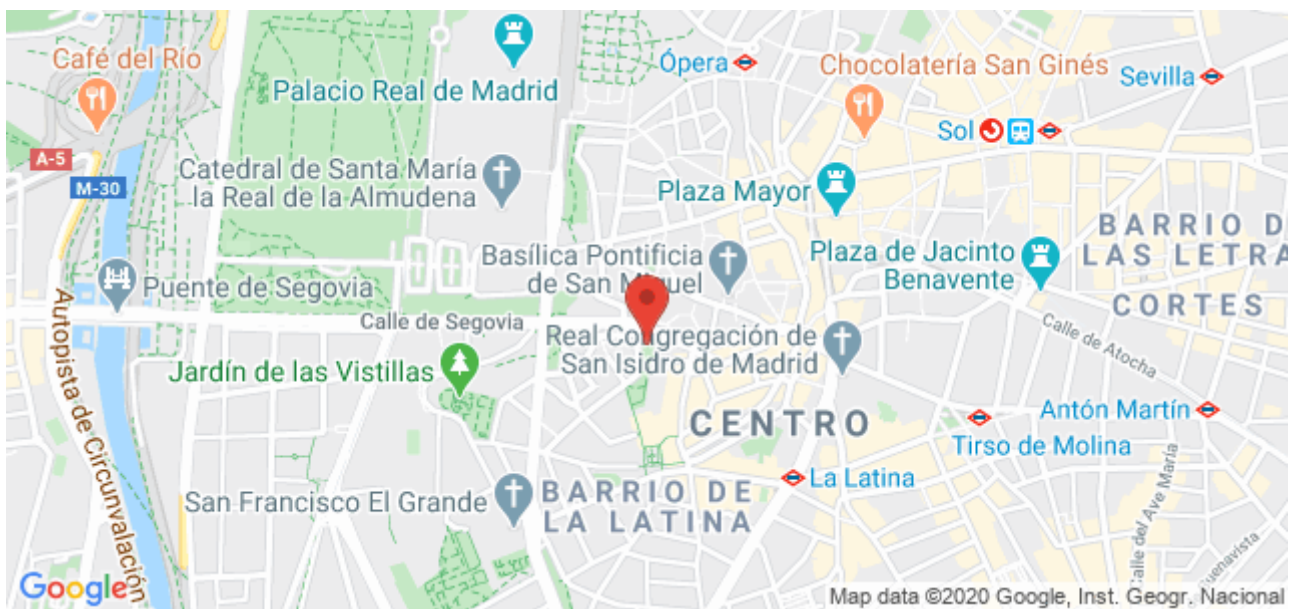 Café del Río
Palacio Real de Madrid
Ópera
Chocolatería San Ginés
Sevilla
Sol
A-5
M-30
Catedral de Santa María
la Real de la Almudena
Plaza Mayor
BARRIO D
LAS LETRA
Basílica Pontificia
de San Miguel
Plaza de Jacinto
Benavente
CORTES
Puente de Segovia
Calle de Segovia
Real Congregación de
San Isidro de Madrid
Calle de Atocha
Autopista de Circunvalación
Jardín de las Vistillas
CENTRO
Antón Martín
Tirso de Molina
La Latina
San Francisco El Grande
BARRIO DE
LA LATINA
Calle del Ave María
Google
Map data ©2020 Google, Inst. Geogr. Nacional